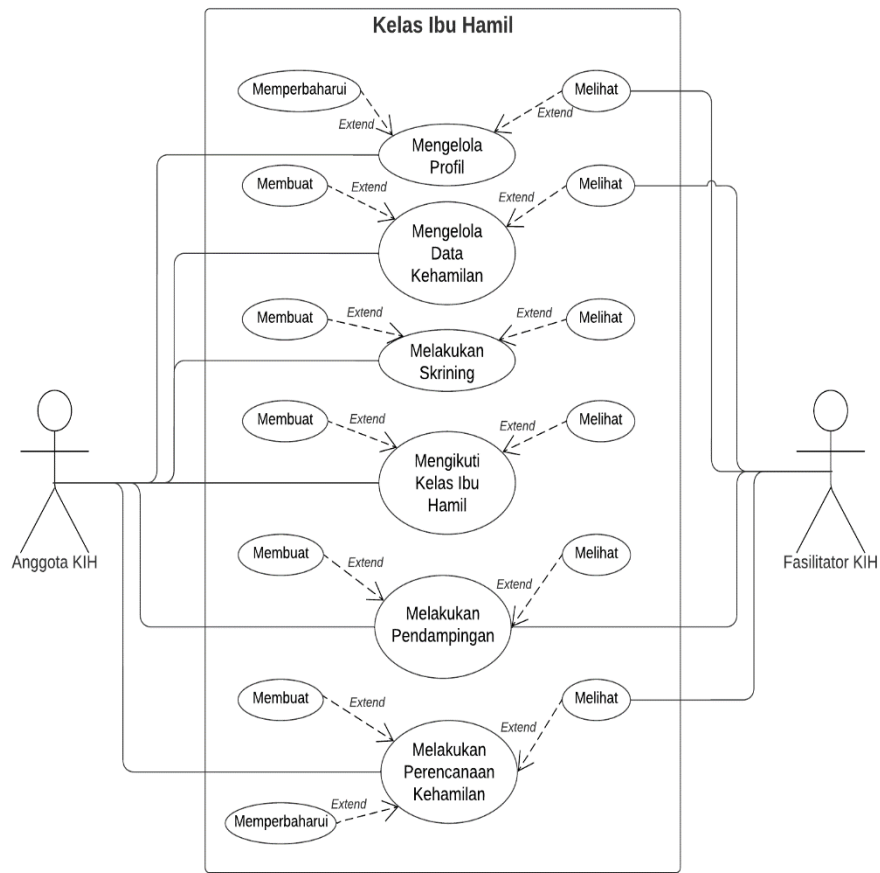 Kelas Ibu Hamil
Memperbaharui
Melihat
Extend
Extend
Mengelola
Profil
Membuat
Extend
Melihat
Extend
Mengelola
Data
Kehamilan
Membuat
Extend
Extend
Melihat
Melakukan
Skrining
Membuat
Extend
Extend
Melihat
Mengikuti
Kelas Ibu
Hamil
Anggota KIH
Fasilitator KIH
Membuat
Extend
Melihat
Extend
Melakukan
Pendampingan
Membuat
Extend
Melihat
Extend
Melakukan
Perencanaan
Kehamilan
Extend
Memperbaharui